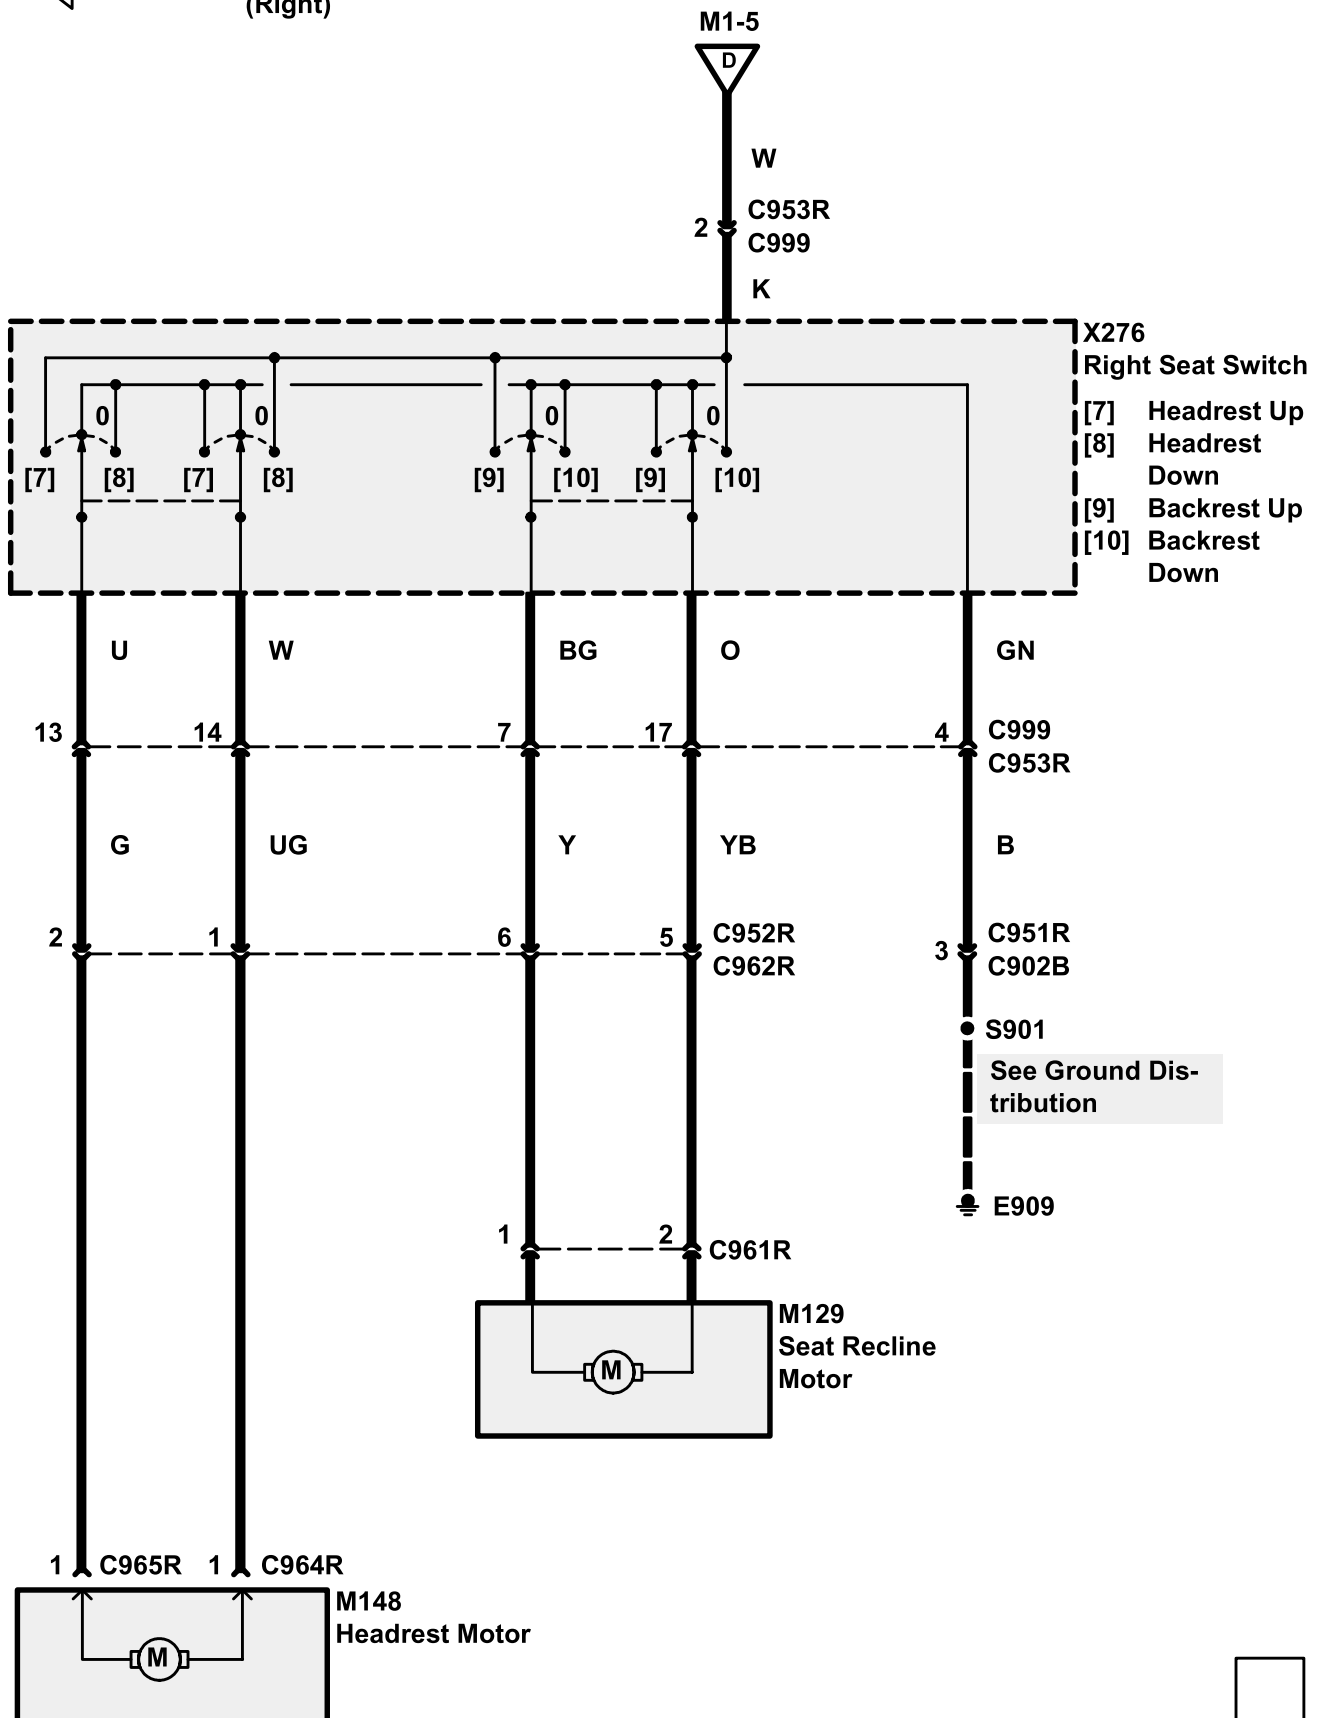 (Right)
M1-5
D
W
C953R
2
C999
K
X276
Right Seat Switch
0 0 0 0
[7] Headrest Up
[8] Headrest
Down
[7] [8] [7] [8] [9] [10] [9] [10]
[9] Backrest Up
[10] Backrest
Down
U W BG O GN
13 14 7 17 4 C999
C953R
G UG Y YB B
2 1 6 5 C952R 3 C951R
C962R C902B
S901
See Ground Dis-
tribution
E909
1 2 C961R
M129
Seat Recline
Motor
M
1 C965R 1 C964R
M148
Headrest Motor
M